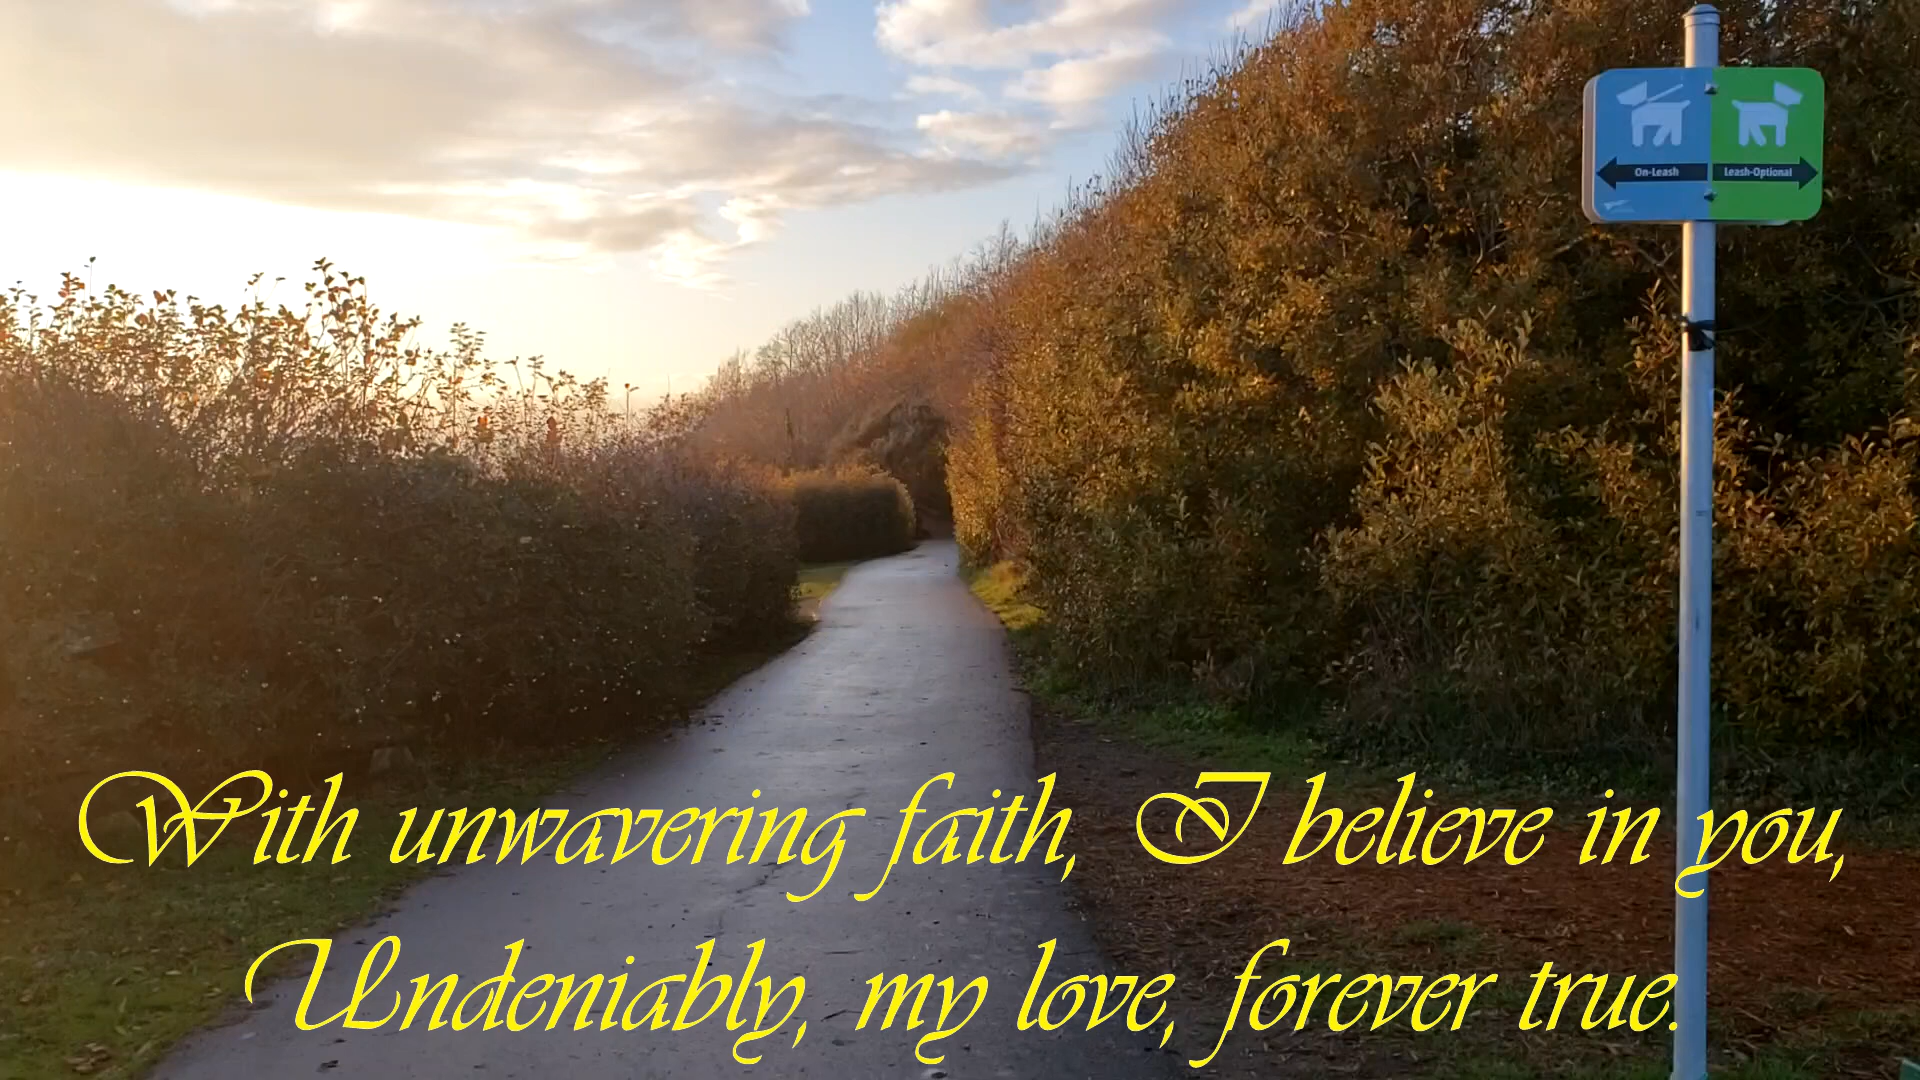 On-Leash Leash-Optional
With unwavering faith, I believe in you,
Undeniably, my love, forever true.